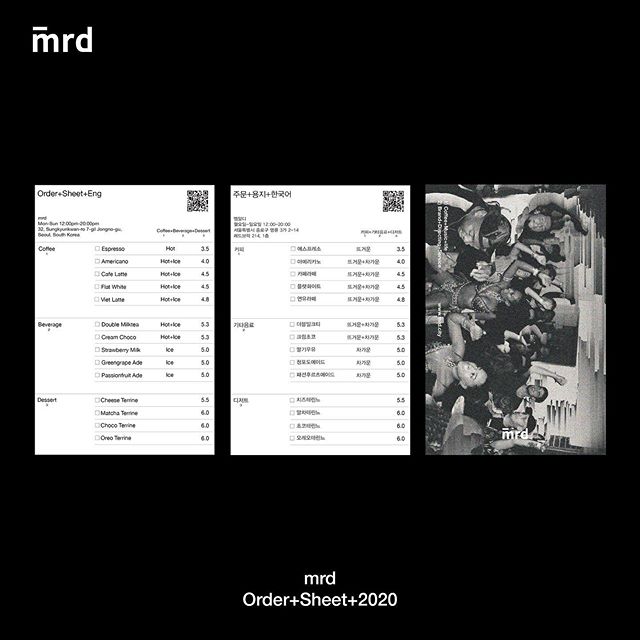 mrd
Order+Sheet+Eng
mrd
Mon-Sun 12:00pm-20:00pm
32, Sungkyunkwan-ro 7-gil Jongno-gu,
Seoul, South Korea
Coffee+Beverage+Dessert
1 2 3
Coffee
1
Espresso Hot 3.5
Americano Hot+Ice 4.0
Cafe Latte Hot+Ice 4.5
Flat White Hot+Ice 4.5
Viet Latte Hot+Ice 4.8
Beverage
2
Double Milktea Hot+Ice 5.3
Cream Choco Hot+Ice 5.3
Strawberry Milk Ice 5.0
Greengrape Ade Ice 5.0
Passionfruit Ade Ice 5.0
Dessert
3
Cheese Terrine 5.5
Matcha Terrine 6.0
Choco Terrine 6.0
Oreo Terrine 6.0
주문+용지+한국어
엠알디
월요일-일요일 12:00-20:00
서울특별시 종로구 명륜 3가 2-14
레드브릭 214, 1층
커피+기타음료+디저트
커피
1
에스프레소 뜨거운 3.5
아메리카노 뜨거운+차가운 4.0
카페라떼 뜨거운+차가운 4.5
플랫화이트 뜨거운+차가운 4.5
연유라떼 뜨거운+차가운 4.8
기타음료
2
더블밀크티 뜨거운+차가운 5.3
크림초코 뜨거운+차가운 5.3
딸기우유 차가운 5.0
청포도에이드 차가운 5.0
패션후르츠에이드 차가운 5.0
디저트
3
치즈테린느 5.5
말차테린느 6.0
초코테린느 6.0
오레오테린느 6.0
mrd
mrd
Order+Sheet+2020